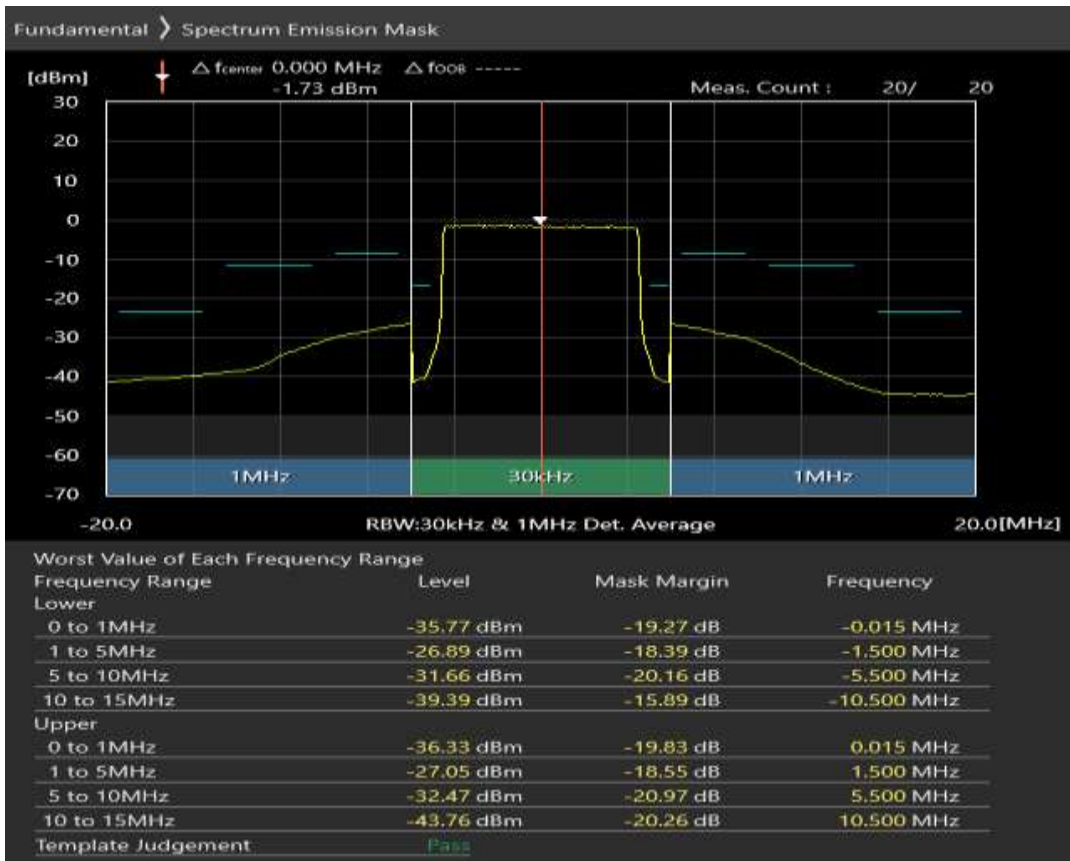 Fundamental ❭ Spectrum Emission Mask
[dBm] △ fcenter 0.000 MHz △ fOOB -----
-1.73 dBm Meas. Count : 20/ 20
30
20
10
0
-10
-20
-30
-40
-50
-60
1MHz 30kHz 1MHz
-70
-20.0 RBW:30kHz & 1MHz Det. Average 20.0[MHz]
Worst Value of Each Frequency Range
Frequency Range Level Mask Margin Frequency
Lower
0 to 1MHz -35.77 dBm -19.27 dB -0.015 MHz
1 to 5MHz -26.89 dBm -18.39 dB -1.500 MHz
5 to 10MHz -31.66 dBm -20.16 dB -5.500 MHz
10 to 15MHz -39.39 dBm -15.89 dB -10.500 MHz
Upper
0 to 1MHz -36.33 dBm -19.83 dB 0.015 MHz
1 to 5MHz -27.05 dBm -18.55 dB 1.500 MHz
5 to 10MHz -32.47 dBm -20.97 dB 5.500 MHz
10 to 15MHz -43.76 dBm -20.26 dB 10.500 MHz
Template Judgement Pass